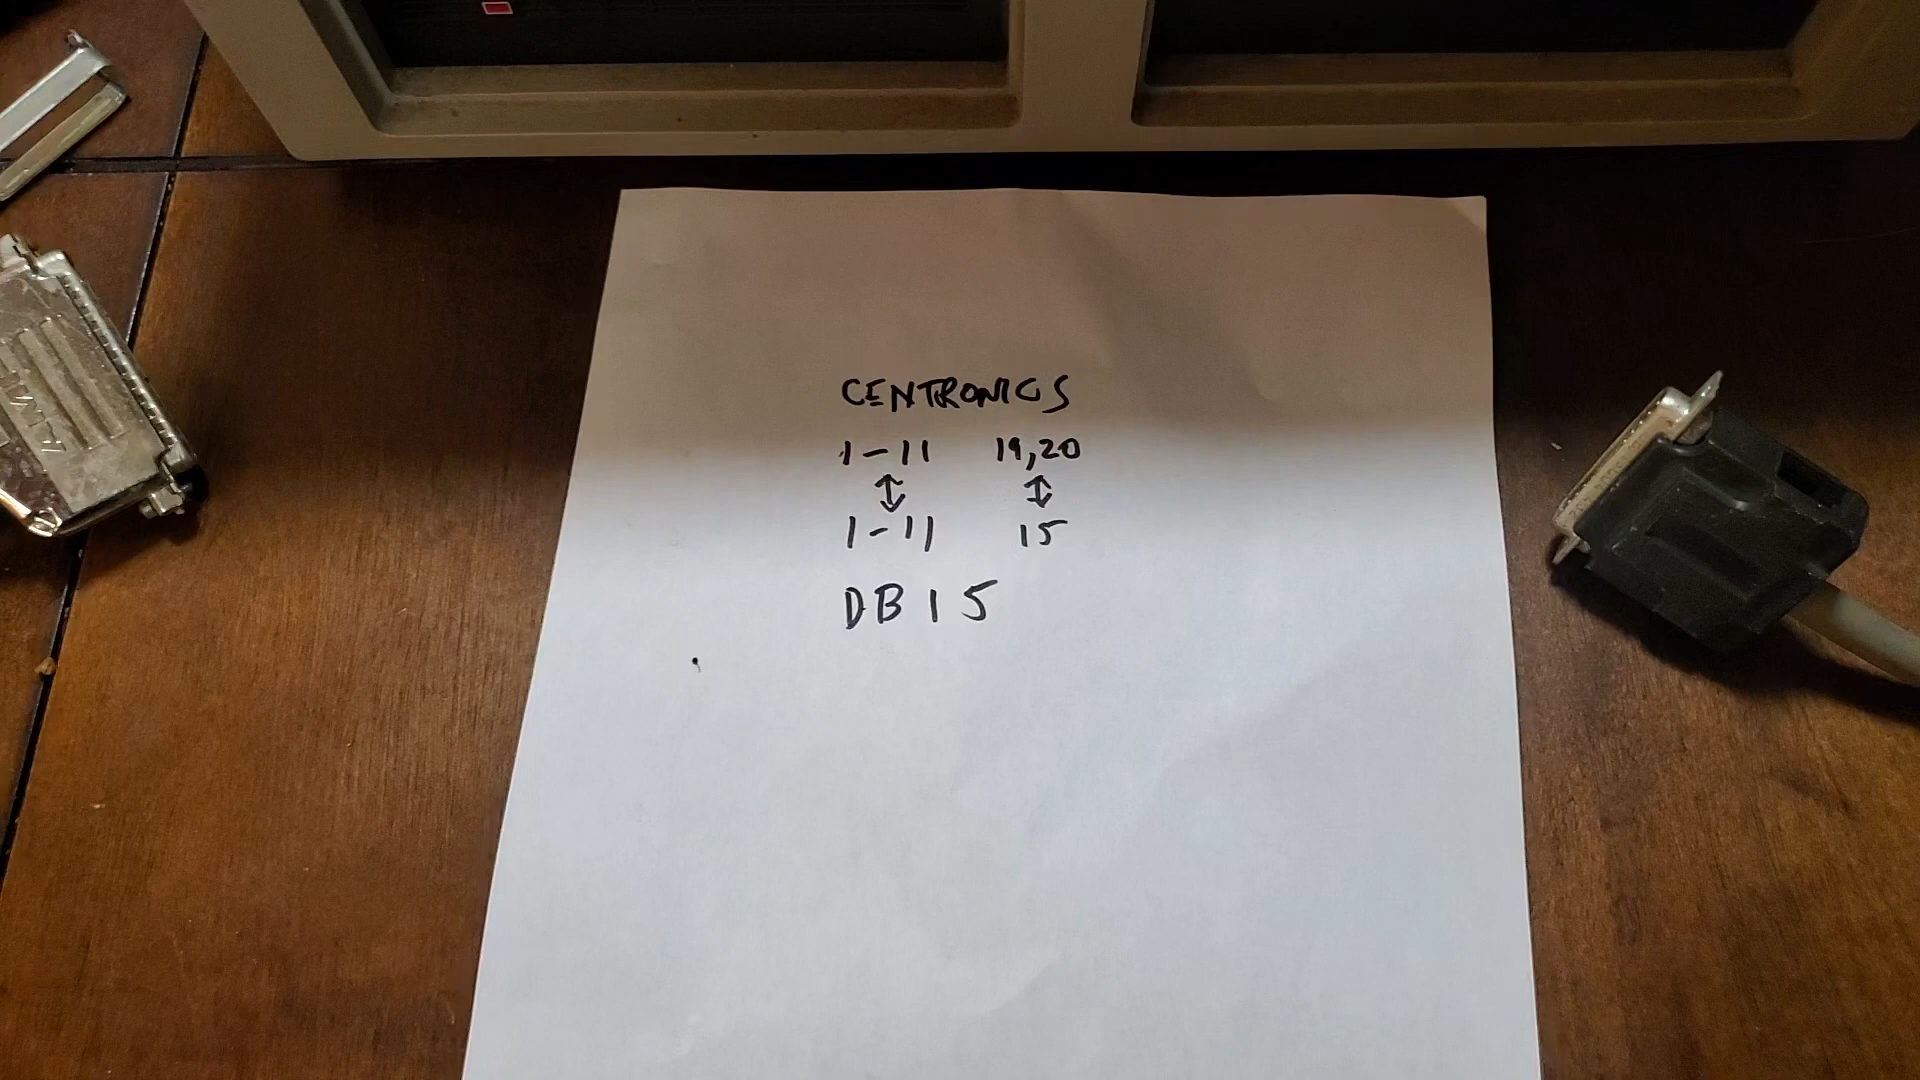 CENTRONICS
1-11 19,20
↕ ↕
1-11 15
DB15